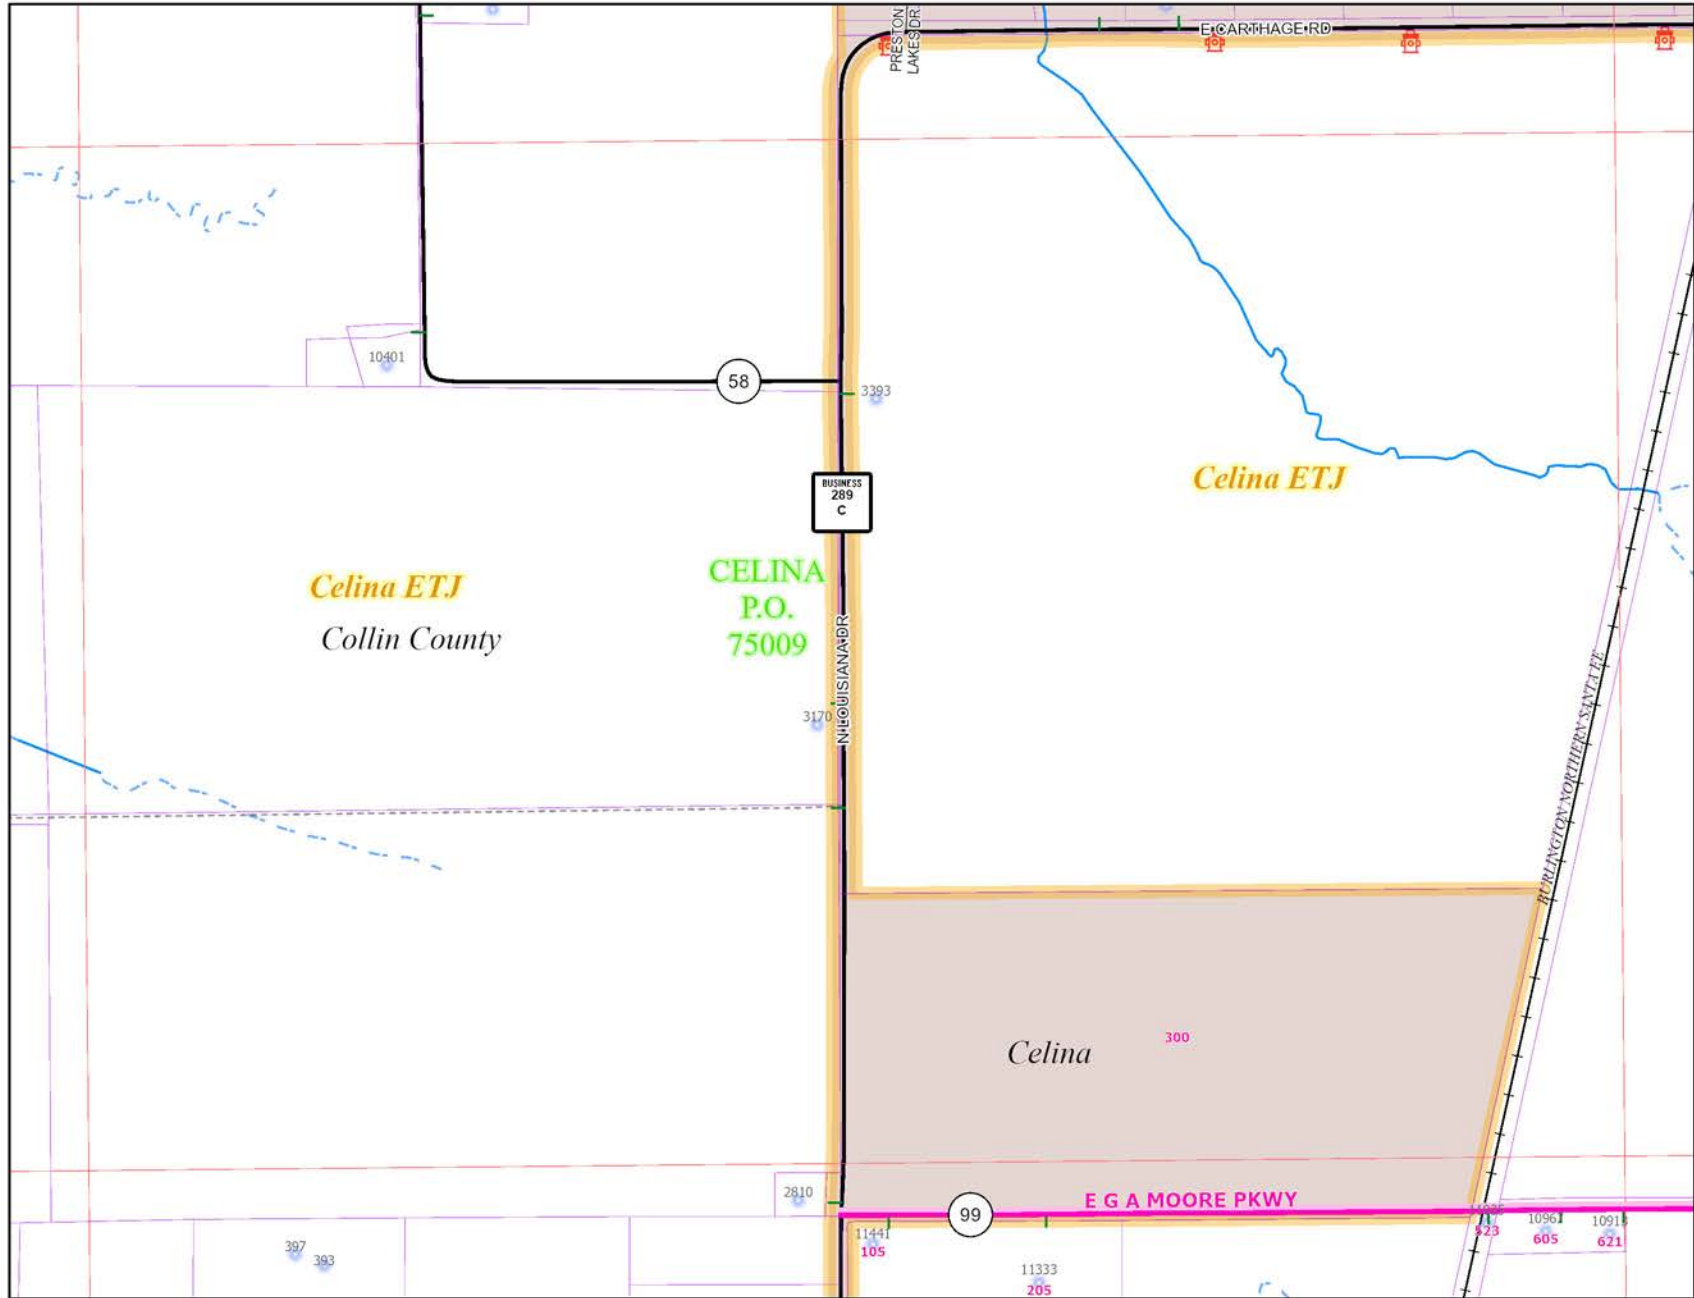 PRESTON
LAKES DR.
E CARTHAGE RD
10401
58
3393
BUSINESS
289
C
Celina ETJ
Celina ETJ
Collin County
CELINA
P.O.
75009
N LOUISIANA DR
3170
BURLINGTON NORTHERN SANTA FE
Celina
300
2810
E G A MOORE PKWY
99
397
393
11441
105
11333
205
523
10961
605
10913
621